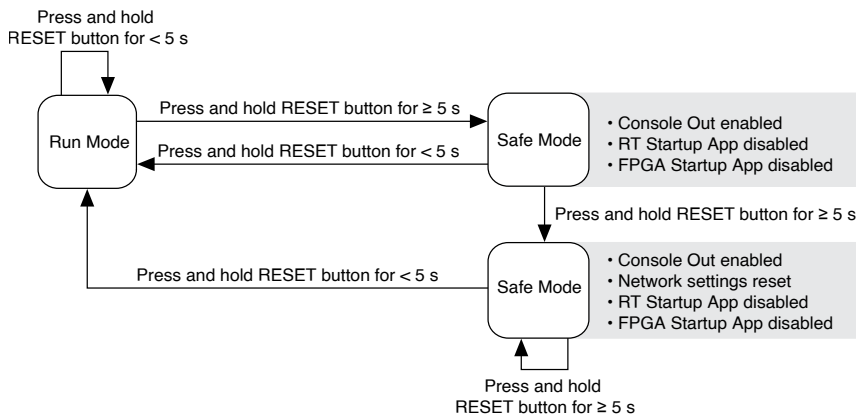 Press and hold
RESET button for < 5 s
Press and hold RESET button for ≥ 5 s
Run Mode
Safe Mode
• Console Out enabled
• RT Startup App disabled
• FPGA Startup App disabled
Press and hold RESET button for < 5 s
Press and hold RESET button for ≥ 5 s
Press and hold RESET button for < 5 s
Safe Mode
• Console Out enabled
• Network settings reset
• RT Startup App disabled
• FPGA Startup App disabled
Press and hold
RESET button for ≥ 5 s